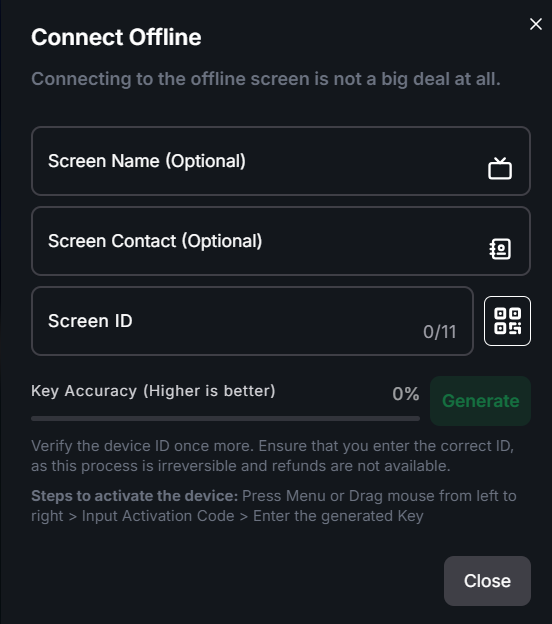 Connect Offline
Connecting to the offline screen is not a big deal at all.
Screen Name (Optional)
Screen Contact (Optional)
Screen ID
0/11
Key Accuracy (Higher is better)
0%
Generate
Verify the device ID once more. Ensure that you enter the correct ID,
as this process is irreversible and refunds are not available.
Steps to activate the device: Press Menu or Drag mouse from left to
right > Input Activation Code > Enter the generated Key
Close